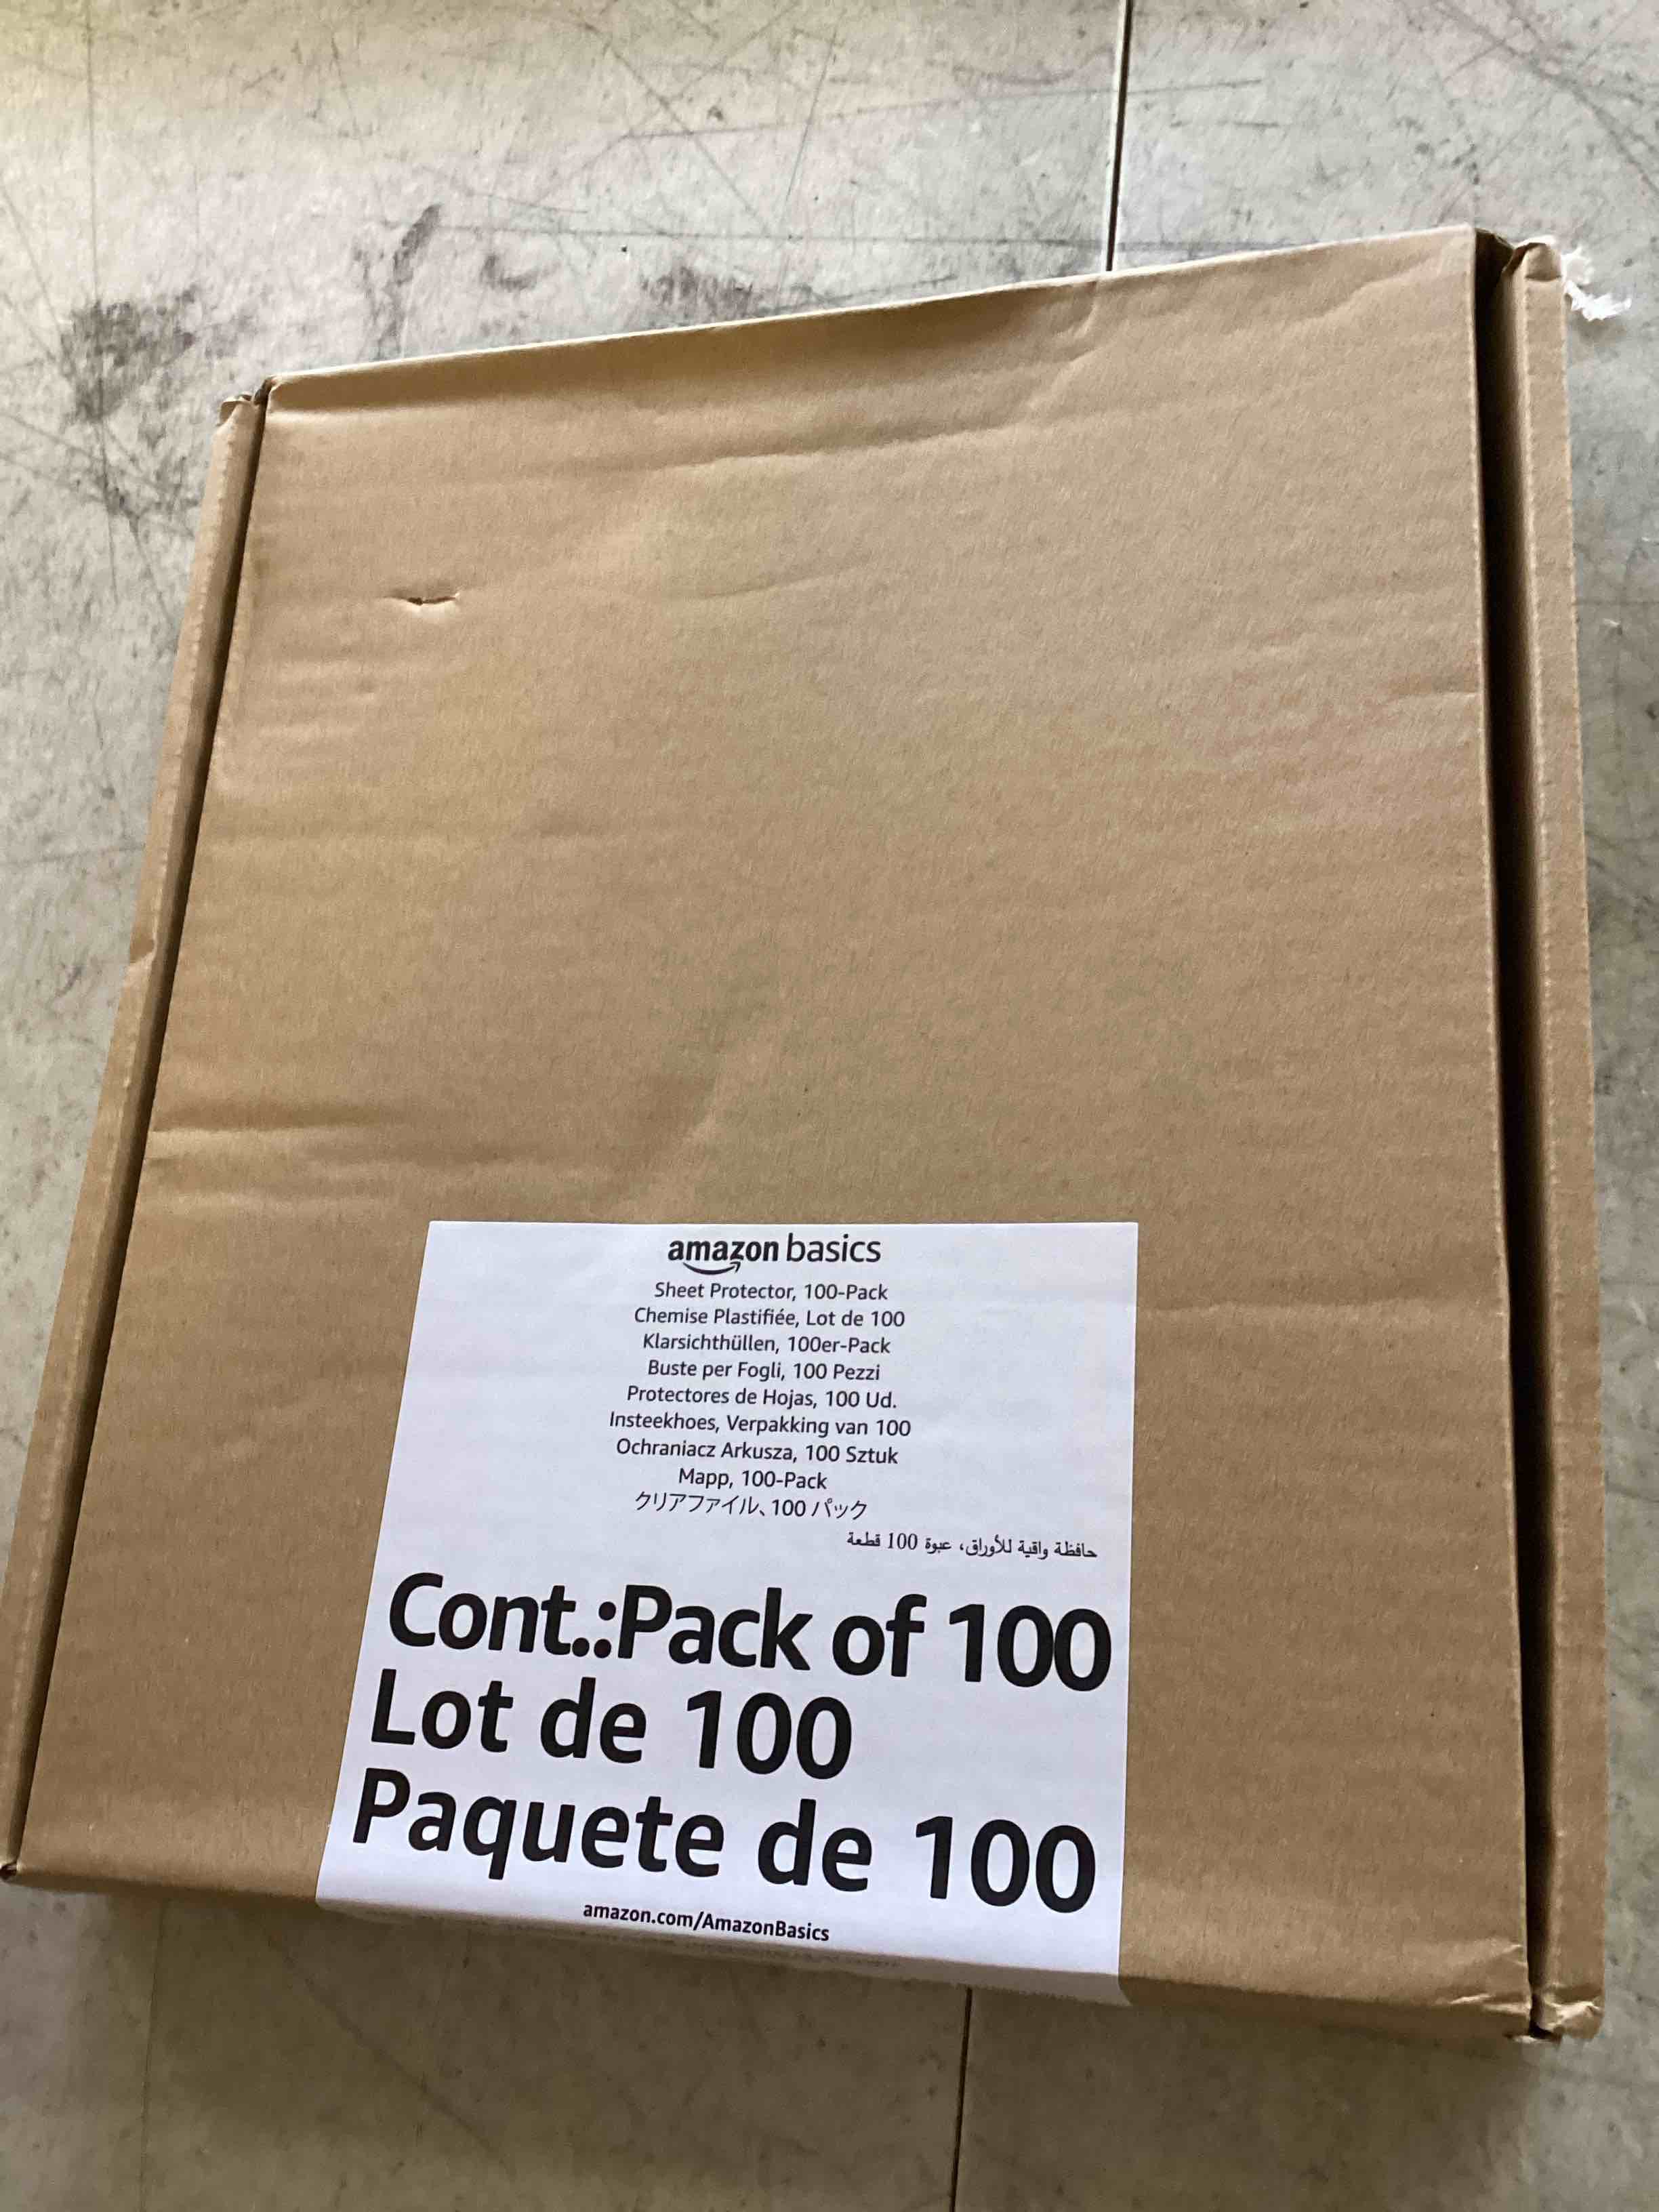 amazon basics
Sheet Protector, 100-Pack
Chemise Plastifiée, Lot de 100
Klarsichthüllen, 100er-Pack
Buste per Fogli, 100 Pezzi
Protectores de Hojas, 100 Ud.
Insteekhoes, Verpakking van 100
Ochraniacz Arkusza, 100 Sztuk
Mapp, 100-Pack
クリアファイル、100 パック
حافظة واقية للأوراق، عبوة 100 قطعة
Cont.:Pack of 100
Lot de 100
Paquete de 100
amazon.com/AmazonBasics